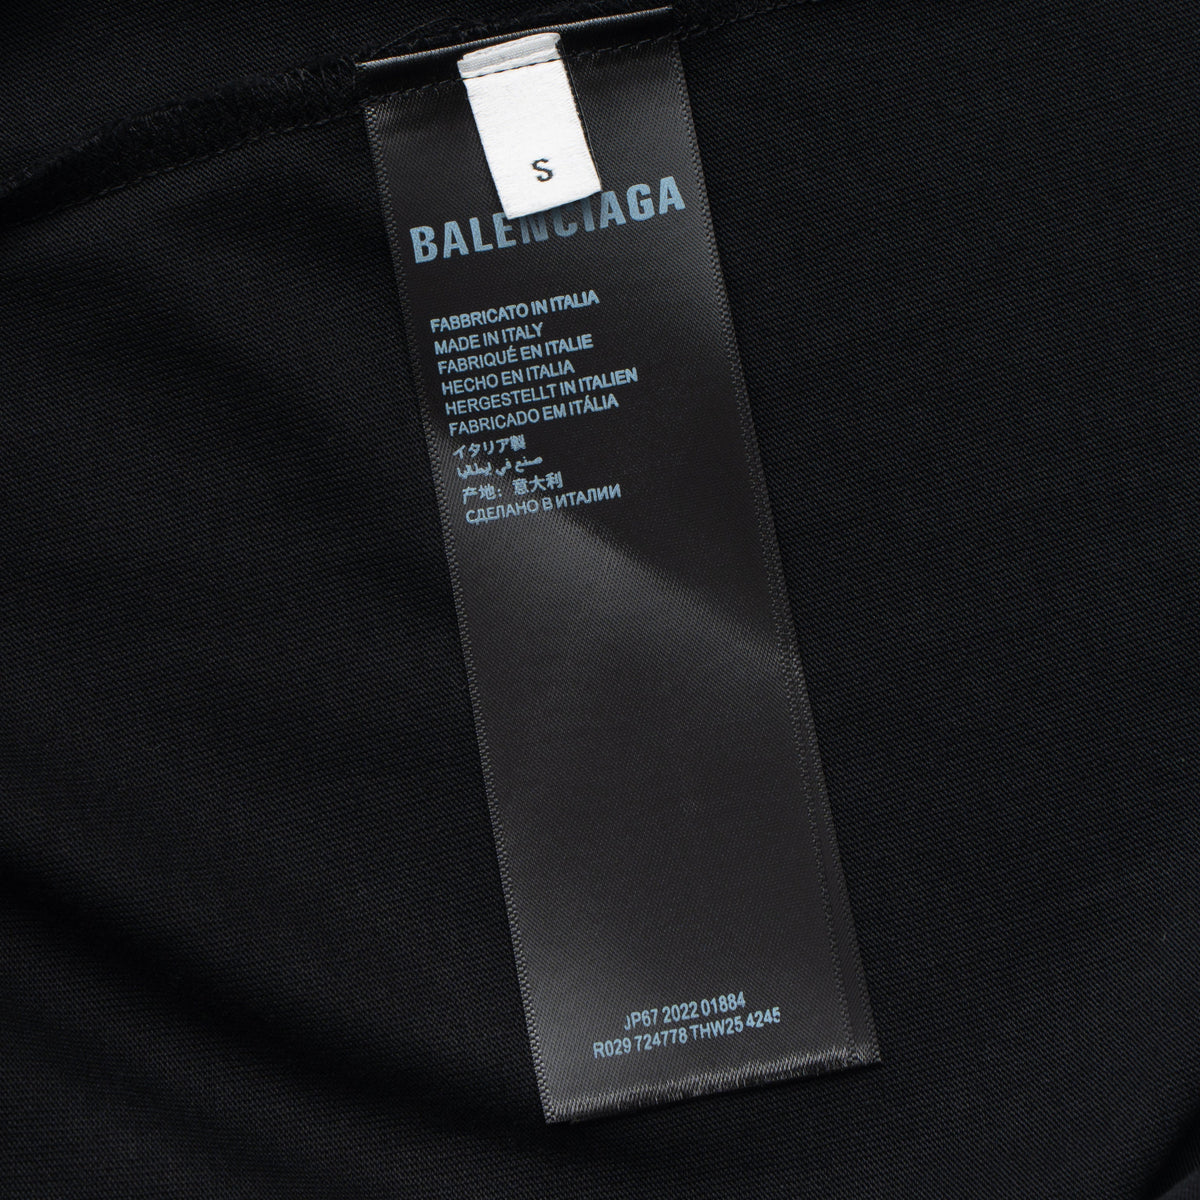 S
BALENCIAGA
FABBRICATO IN ITALIA
MADE IN ITALY
FABRIQUÉ EN ITALIE
HECHO EN ITALIA
HERGESTELLT IN ITALIEN
FABRICADO EM ITÁLIA
イタリア製
صنع في إيطاليا
产地：意大利
СДЕЛАНО В ИТАЛИИ
JP67 2022 01884
R029 724778 THW25 4245